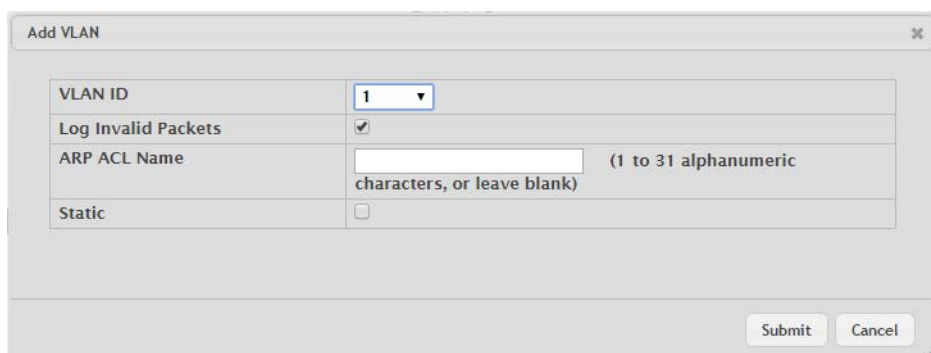 Add VLAN
VLAN ID
1
Log Invalid Packets
ARP ACL Name
(1 to 31 alphanumeric
characters, or leave blank)
Static
Submit
Cancel